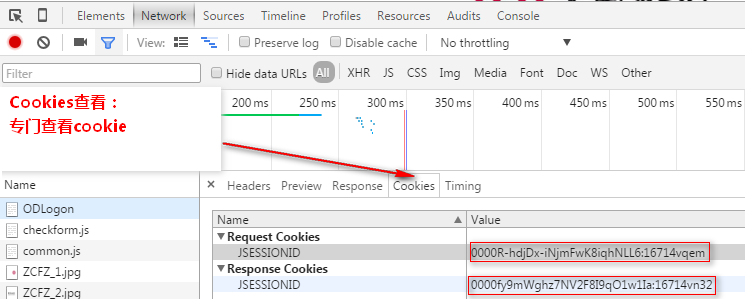 Elements Network Sources Timeline Profiles Resources Security Audits Console
View: Preserve log Disable cache No throttling
Filter Hide data URLs All XHR JS CSS Img Media Font Doc WS Other
Cookies查看：
专门查看cookie
200 ms 250 ms 300 ms 350 ms 400 ms 450 ms 500 ms 550 ms
Name × Headers Preview Response Cookies Timing
ODLogon
checkform.js
common.js
ZCFZ_1.jpg
ZCFZ_2.jpg
Name Value
Request Cookies
JSESSIONID 0000R-hdjDx-iNjmFwK8iqhNLL6:16714vqem
Response Cookies
JSESSIONID 0000fy9mWghz7NV2F8I9qO1w1Ia:16714vn32